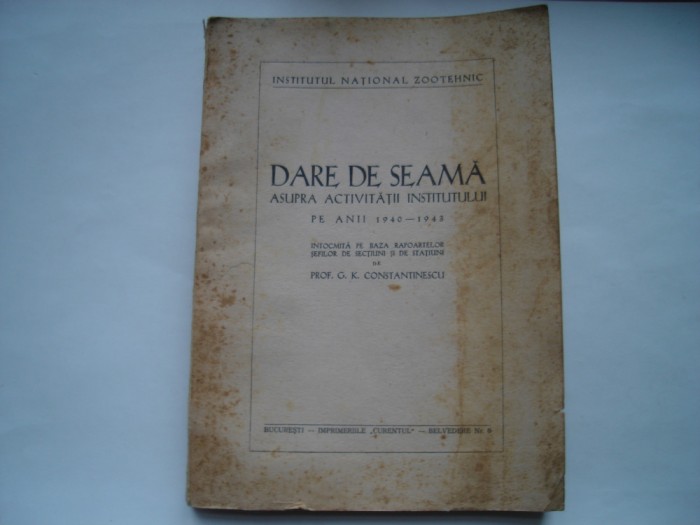 INSTITUTUL NAȚIONAL ZOOTEHNIC
DARE DE SEAMĂ
ASUPRA ACTIVITĂȚII INSTITUTULUI
PE ANII 1940—1943
INTOCMITĂ PE BAZA RAPOARTELOR
ȘEFILOR DE SECȚIUNI ȘI DE STAȚIUNI
DE
PROF. G. K. CONSTANTINESCU
BUCUREȘTI — IMPRIMERIILE „CURENTUL" — BELVEDERE Nr. 6